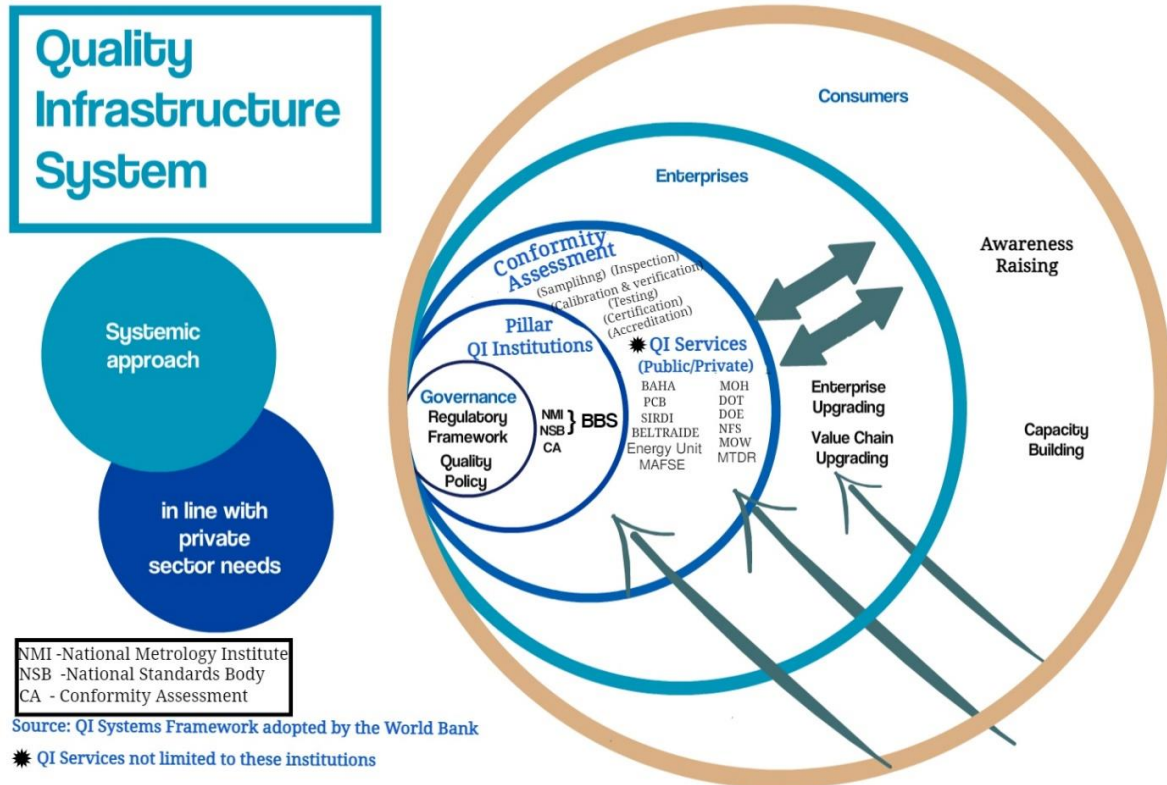 Quality
Infrastructure
System
Systemic
approach
in line with
private
sector needs
NMI -National Metrology Institute
NSB -National Standards Body
CA - Conformity Assessment
Source: QI Systems Framework adopted by the World Bank
✹ QI Services not limited to these institutions
Consumers
Enterprises
Conformity
Assessment
(Samplihng) (Inspection)
(Calibration & verification)
(Testing)
(Certification)
(Accreditation)
Pillar
QI Institutions
✹ QI Services
(Public/Private)
BAHA
PCB
SIRDI
BELTRAIDE
Energy Unit
MAFSE
MOH
DOT
DOE
NFS
MOW
MTDR
Governance
Regulatory
Framework
Quality
Policy
NMI
NSB
CA
} BBS
Enterprise
Upgrading
Value Chain
Upgrading
Awareness
Raising
Capacity
Building